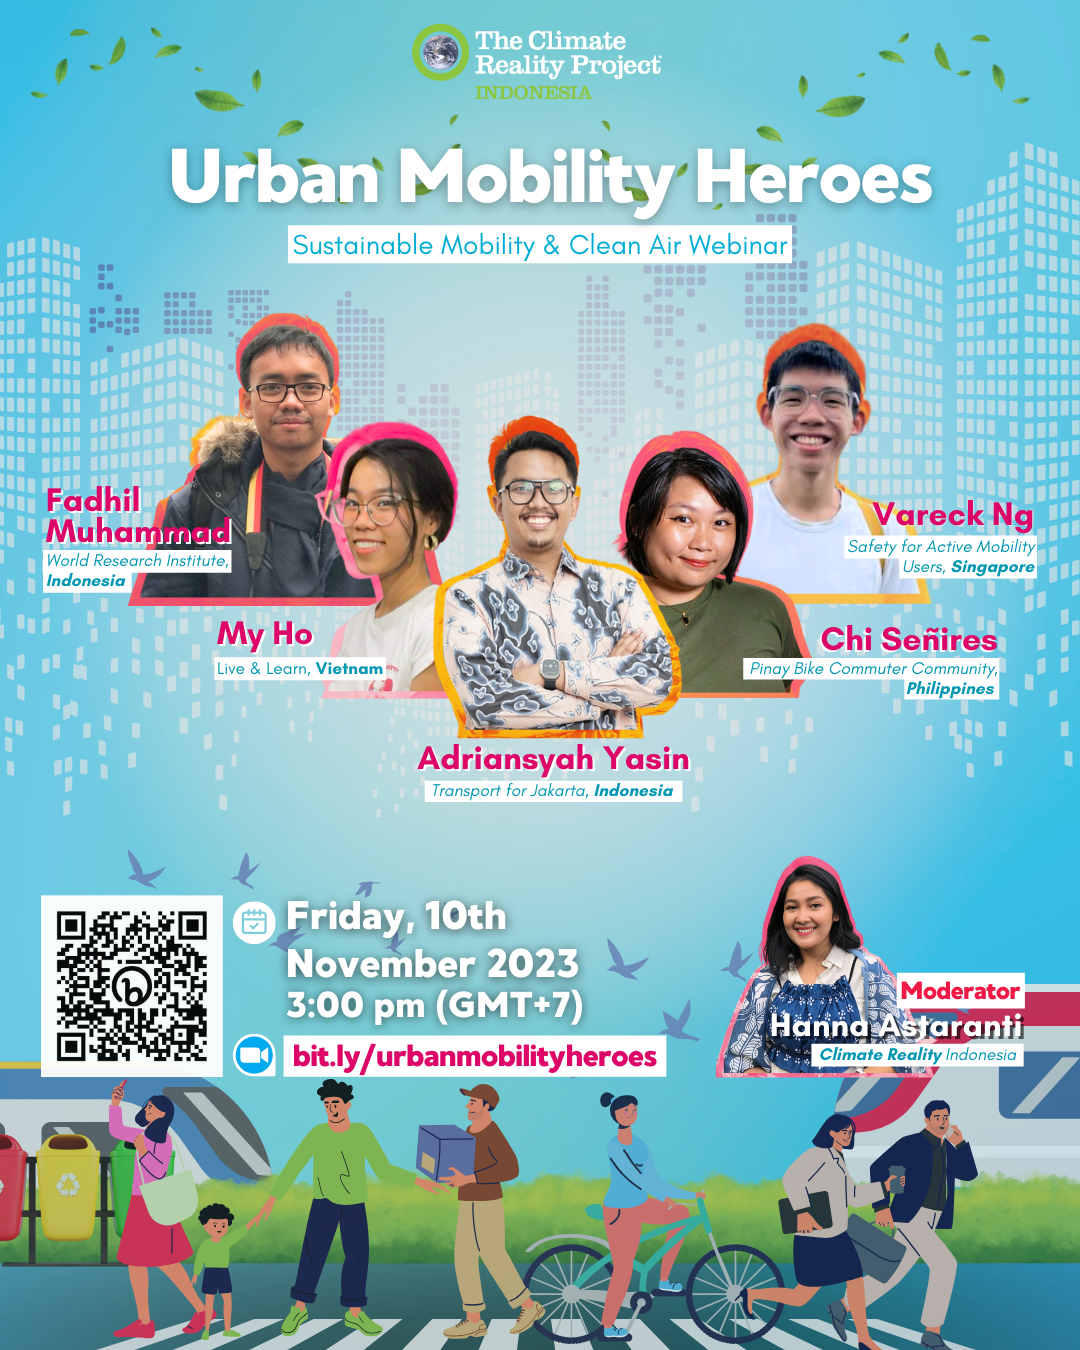 The Climate
Reality Project
INDONESIA
Urban Mobility Heroes
Sustainable Mobility & Clean Air Webinar
Fadhil
Muhammad
World Research Institute,
Indonesia
My Ho
Live & Learn, Vietnam
Adriansyah Yasin
Transport for Jakarta, Indonesia
Vareck Ng
Safety for Active Mobility
Users, Singapore
Chi Señires
Pinay Bike Commuter Community,
Philippines
Friday, 10th
November 2023
3:00 pm (GMT+7)
bit.ly/urbanmobilityheroes
Moderator
Hanna Astaranti
Climate Reality Indonesia